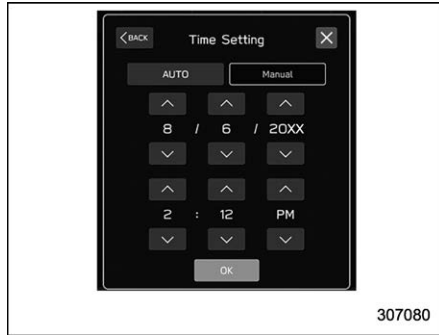 BACK Time Setting
AUTO Manual
8 / 6 / 20XX
2 : 12 PM
OK
307080